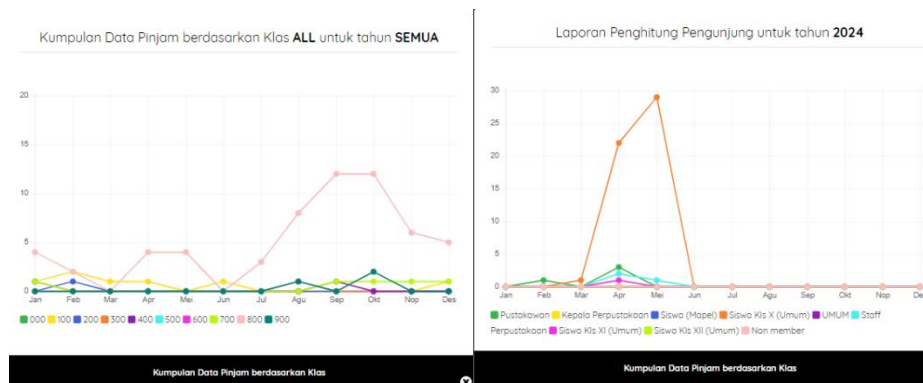 Kumpulan Data Pinjam berdasarkan Klas ALL untuk tahun SEMUA
20
15
10
5
0
Jan Feb Mar Apr Mei Jun Jul Agu Sep Okt Nop Des
000 100 200 300 400 500 600 700 800 900
Kumpulan Data Pinjam berdasarkan Klas
Laporan Penghitung Pengunjung untuk tahun 2024
30
25
20
15
10
5
0
Jan Feb Mar Apr Mei Jun Jul Agu Sep Okt Nop De
Pustakawan Kepala Perpustakaan Siswa (Mapel) Siswa Kls X (Umum) UMUM Staff
Perpustakaan Siswa Kls XI (Umum) Siswa Kls XII (Umum) Non member
Kumpulan Data Pinjam berdasarkan Klas